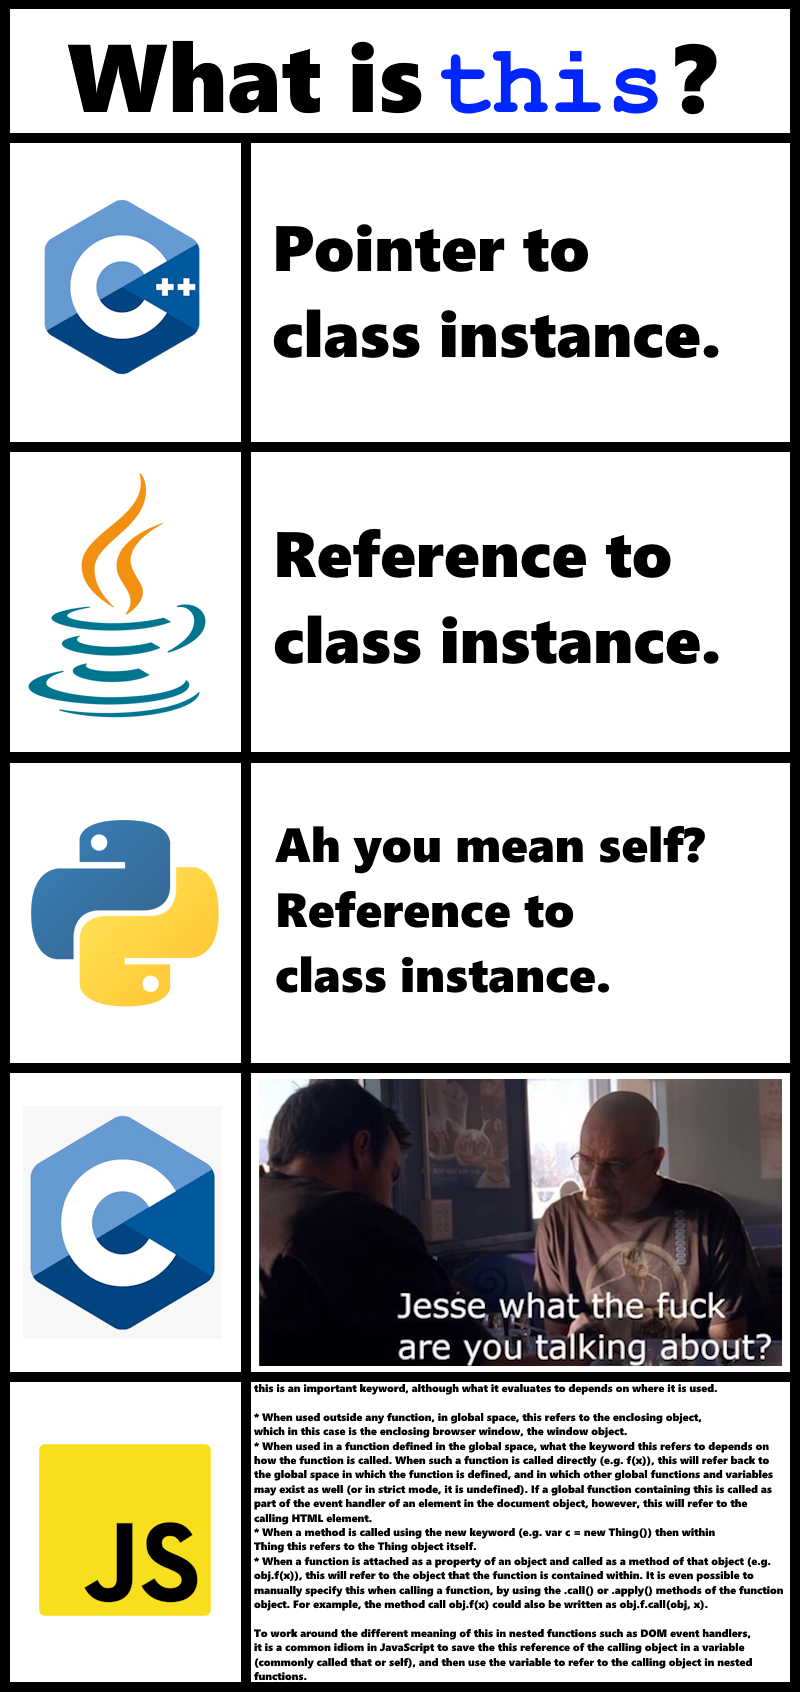 What is this?
C++
Pointer to
class instance.
Reference to
class instance.
Ah you mean self?
Reference to
class instance.
C
Jesse what the fuck
are you talking about?
JS
this is an important keyword, although what it evaluates to depends on where it is used.
* When used outside any function, in global space, this refers to the enclosing object,
which in this case is the enclosing browser window, the window object.
* When used in a function defined in the global space, what the keyword this refers to depends on
how the function is called. When such a function is called directly (e.g. f(x)), this will refer back to
the global space in which the function is defined, and in which other global functions and variables
may exist as well (or in strict mode, it is undefined). If a global function containing this is called as
part of the event handler of an element in the document object, however, this will refer to the
calling HTML element.
* When a method is called using the new keyword (e.g. var c = new Thing()) then within
Thing this refers to the Thing object itself.
* When a function is attached as a property of an object and called as a method of that object (e.g.
obj.f(x)), this will refer to the object that the function is contained within. It is even possible to
manually specify this when calling a function, by using the .call() or .apply() methods of the function
object. For example, the method call obj.f(x) could also be written as obj.f.call(obj, x).
To work around the different meaning of this in nested functions such as DOM event handlers,
it is a common idiom in JavaScript to save the this reference of the calling object in a variable
(commonly called that or self), and then use the variable to refer to the calling object in nested
functions.